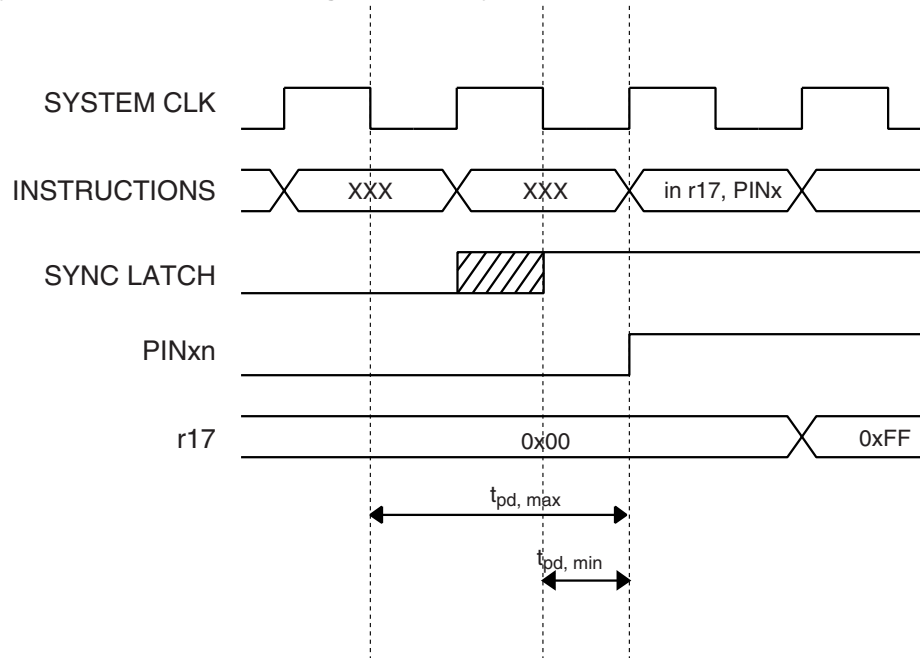 SYSTEM CLK
INSTRUCTIONS XXX XXX in r17, PINx
SYNC LATCH
PINxn
r17 0x00 0xFF
tpd, max
tpd, min